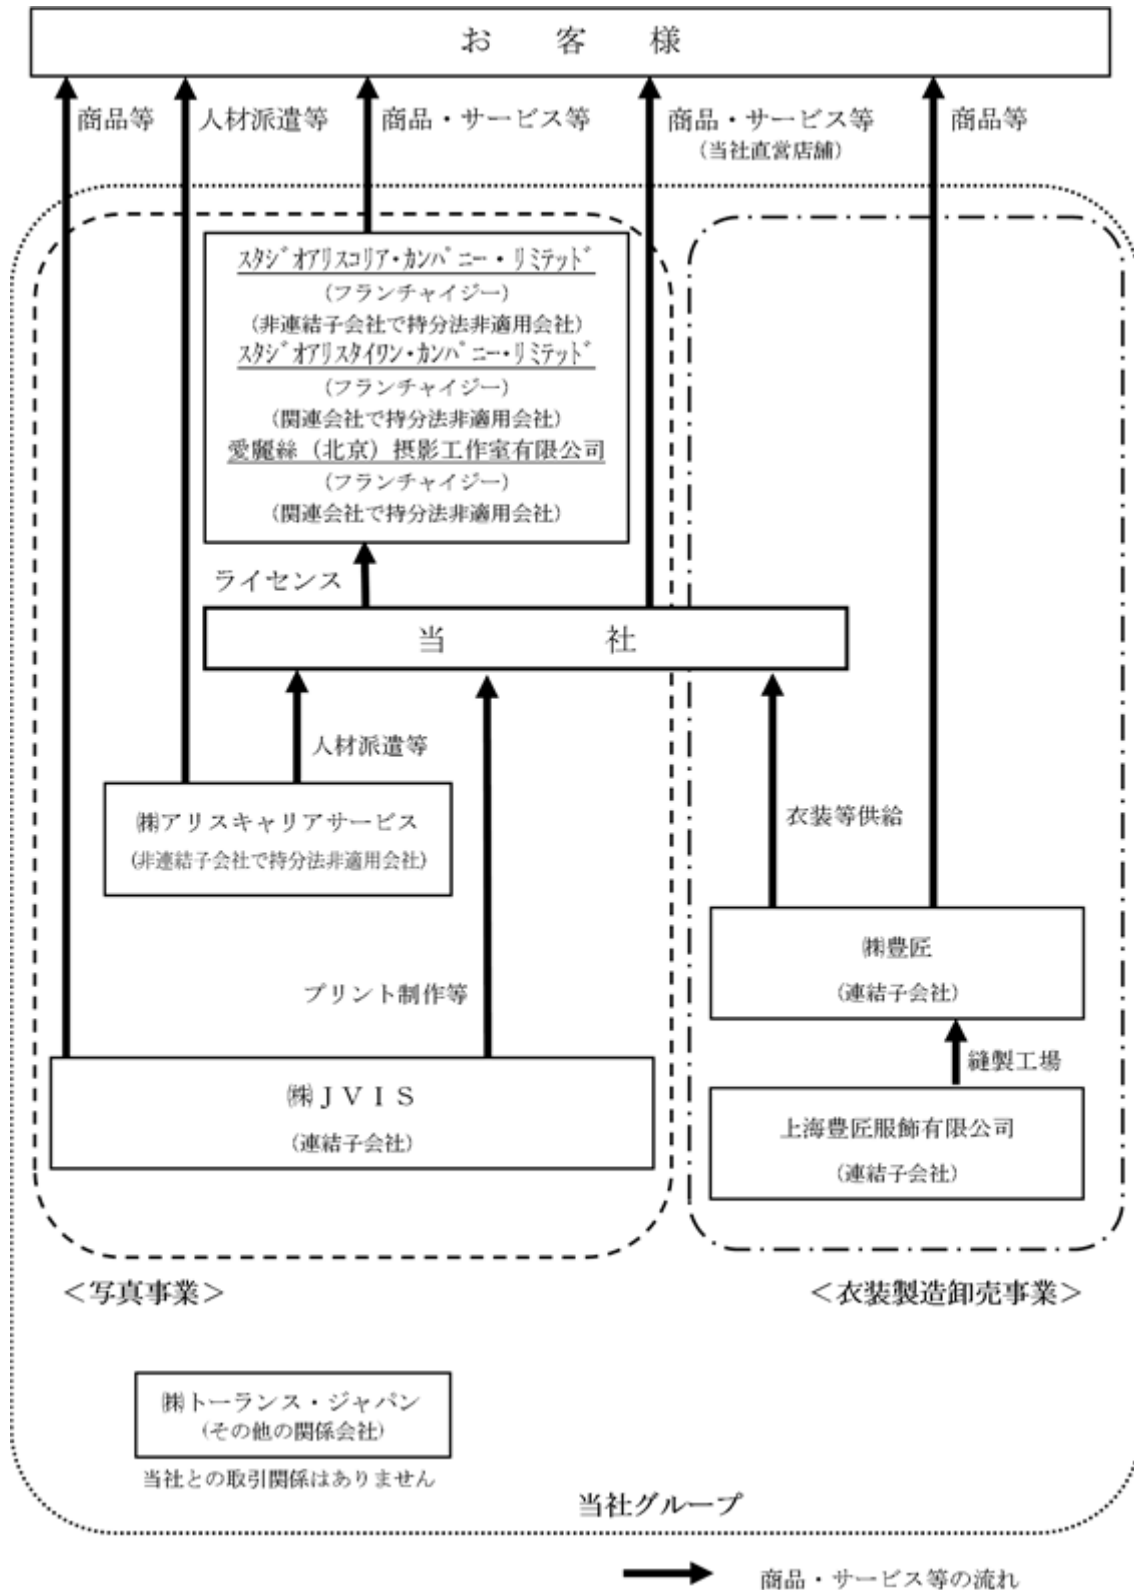 お客様
商品等
人材派遣等
商品・サービス等
商品・サービス等
(当社直営店舗)
商品等
スタジオアリスコリア・カンパニー・リミテッド
(フランチャイジー)
(非連結子会社で持分法非適用会社)
スタジオアリスタイワン・カンパニー・リミテッド
(フランチャイジー)
(関連会社で持分法非適用会社)
愛麗絲(北京)摂影工作室有限公司
(フランチャイジー)
(関連会社で持分法非適用会社)
ライセンス
当社
人材派遣等
㈱アリスキャリアサービス
(非連結子会社で持分法非適用会社)
衣装等供給
㈱豊匠
(連結子会社)
プリント制作等
縫製工場
㈱JVIS
(連結子会社)
上海豊匠服飾有限公司
(連結子会社)
<写真事業>
<衣装製造卸売事業>
㈱トーランス・ジャパン
(その他の関係会社)
当社との取引関係はありません
当社グループ
商品・サービス等の流れ